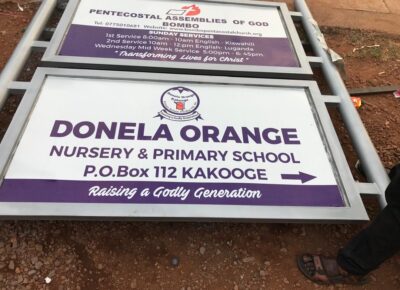 PENTECOSTAL ASSEMBLIES OF GOD
BOMBO
SUNDAY SERVICES
1st Service 8:00am - 10am English - Kiswahili
2nd Service 10am - 12:pm English - Luganda
Wednesday Mid Week Service 5:00pm - 6:45pm
"Transforming Lives for Christ"
DONELA ORANGE
NURSERY & PRIMARY SCHOOL
P.O.Box 112 KAKOOGE
Raising a Godly Generation